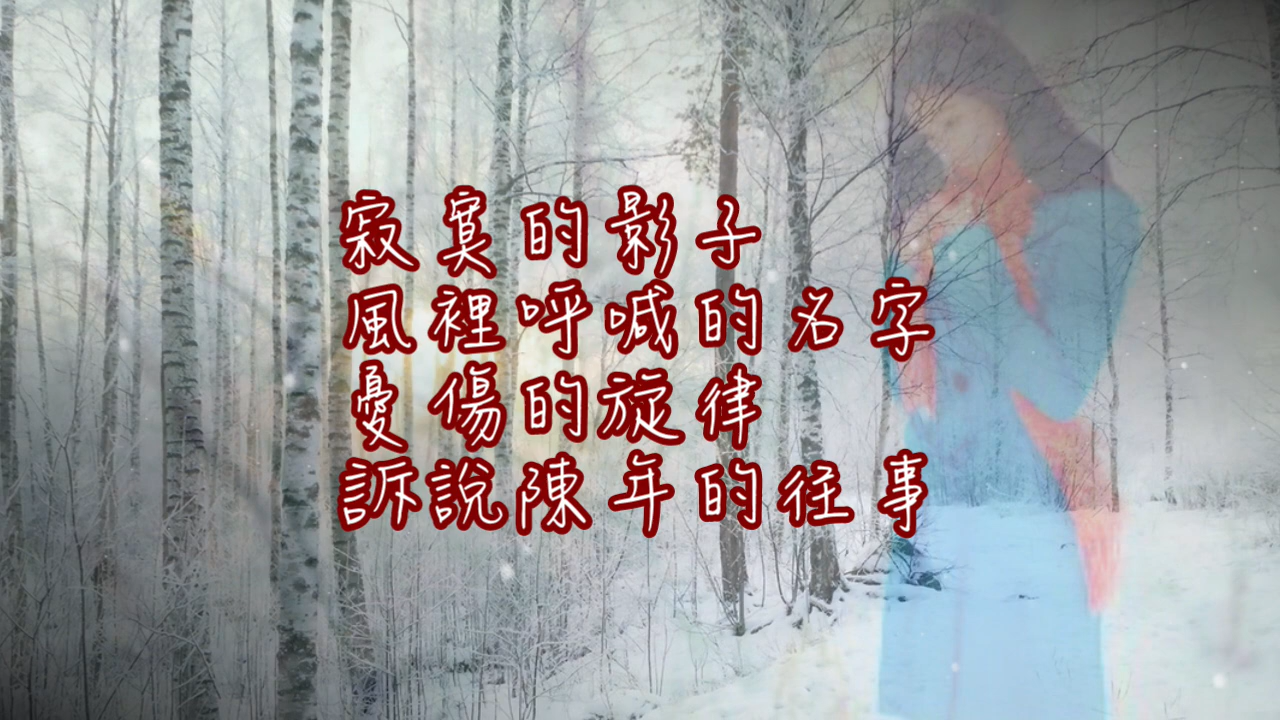 寂寞的影子
風裡呼喊的名字
憂傷的旋律
訴說陳年的往事